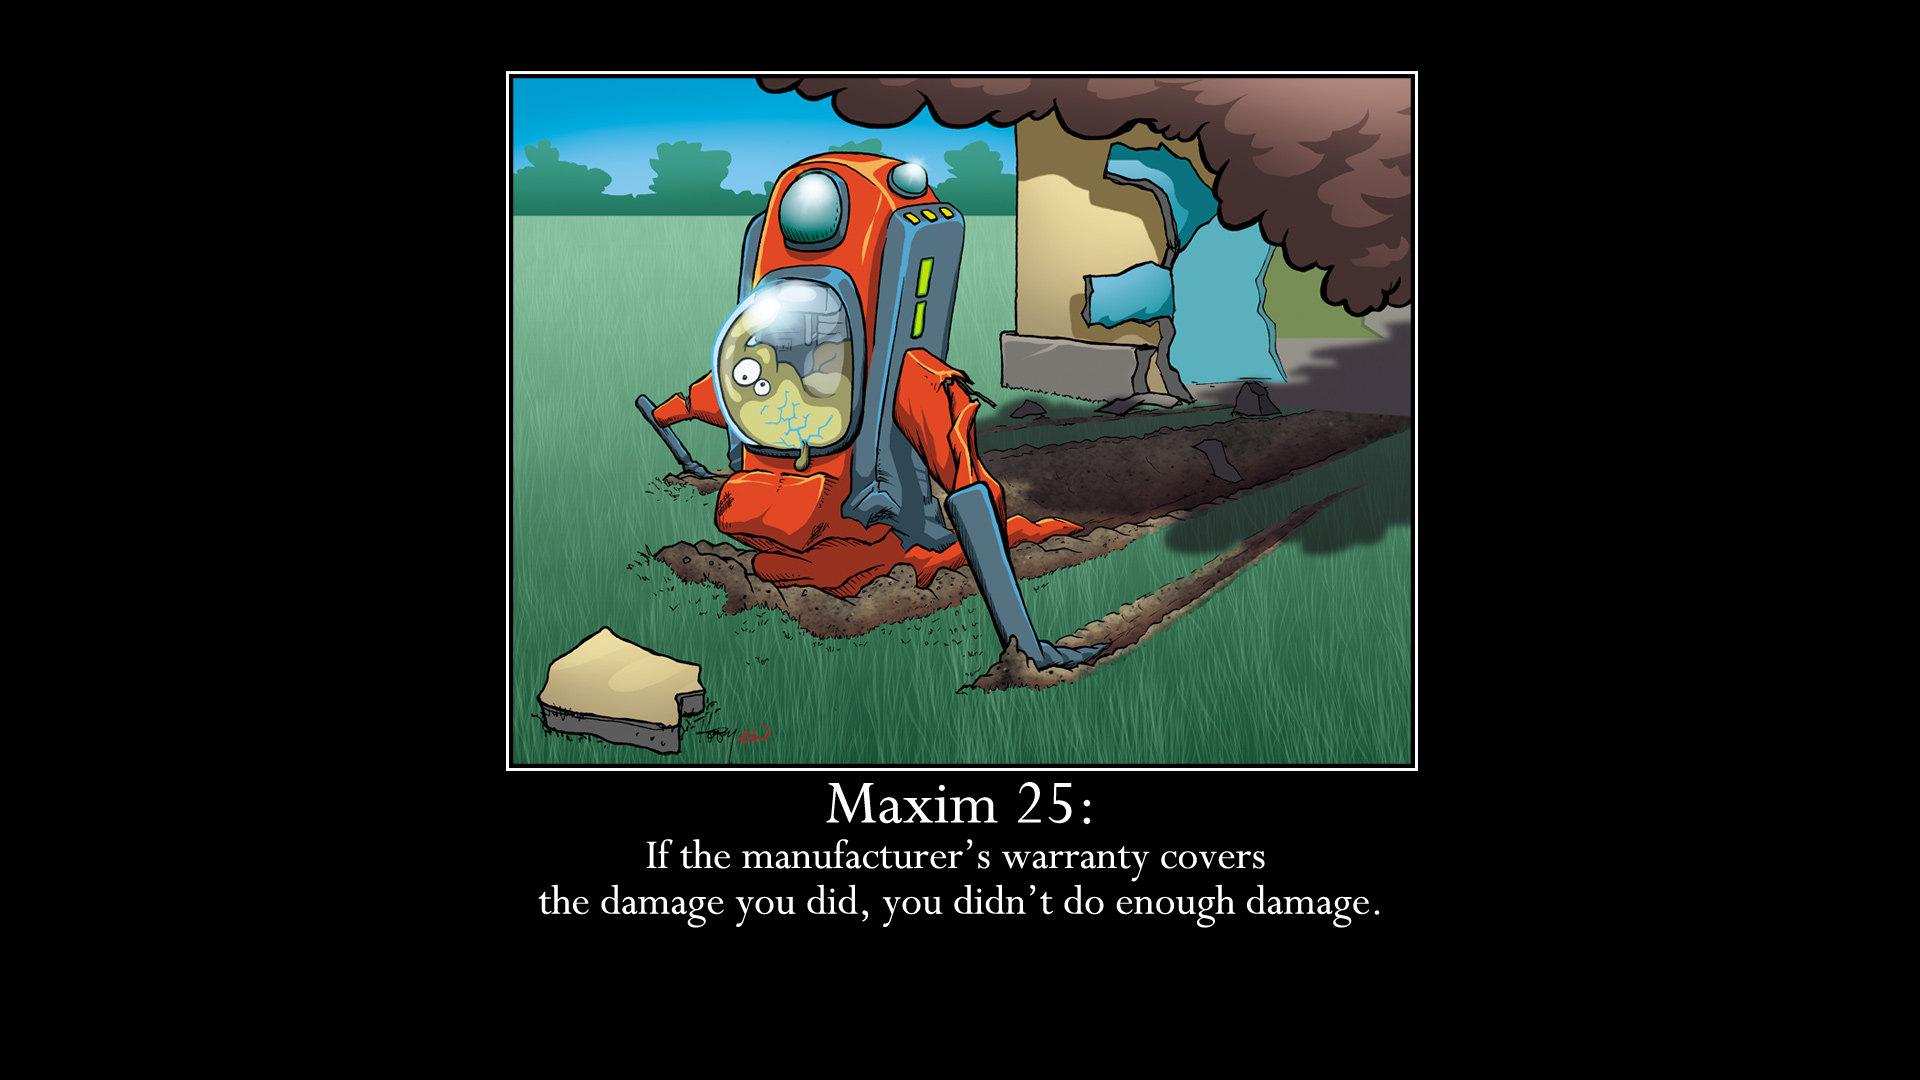 Maxim 25:
If the manufacturer’s warranty covers
the damage you did, you didn’t do enough damage.